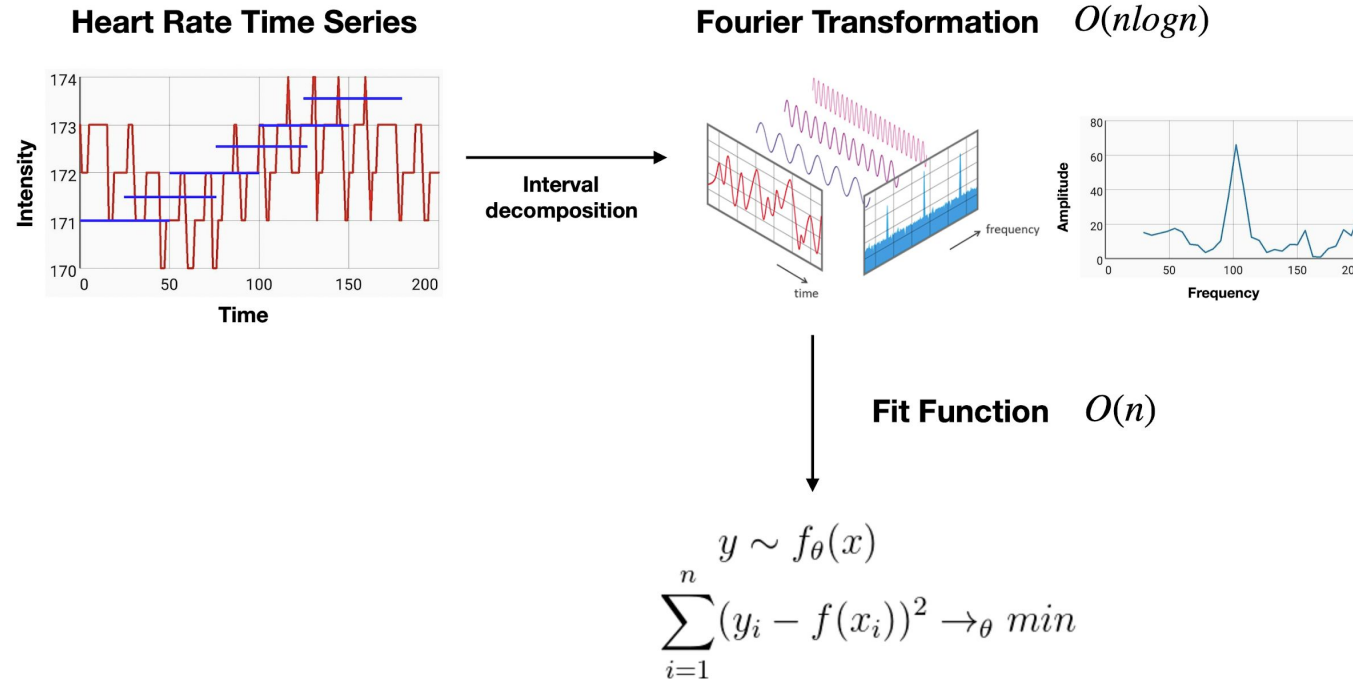 Heart Rate Time Series
Fourier Transformation O(nlogn)
Intensity
174
173
172
171
170
0 50 100 150 200
Time
Interval
decomposition
time
frequency
Amplitude
80
60
40
20
0
0 50 100 150
Frequency
Fit Function O(n)
y ∼ f_θ(x)
n
∑(y_i − f(x_i))² →_θ min
i=1